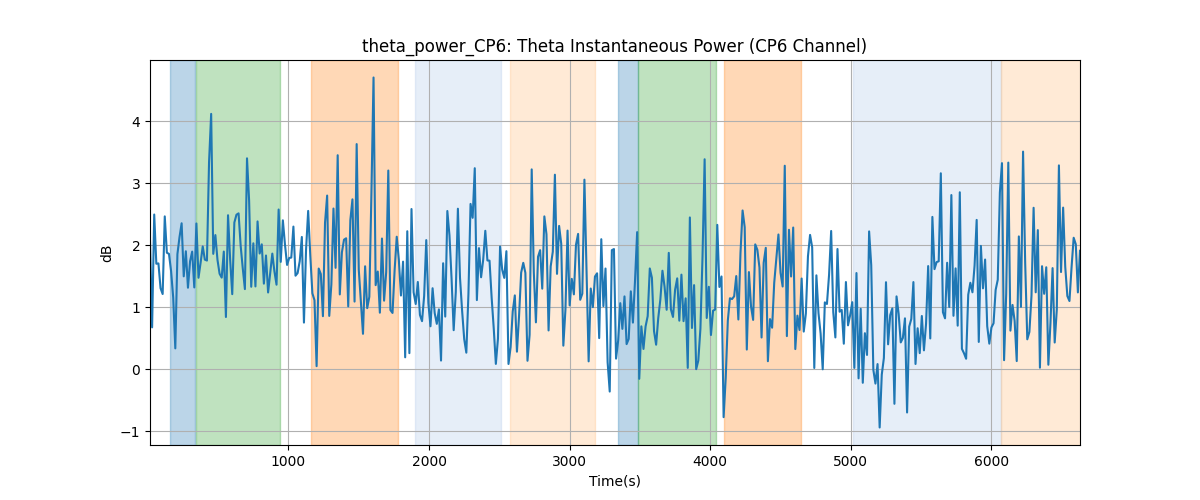 theta_power_CP6: Theta Instantaneous Power (CP6 Channel)
dB
4
3
2
1
0
−1
1000 2000 3000 4000 5000 6000
Time(s)